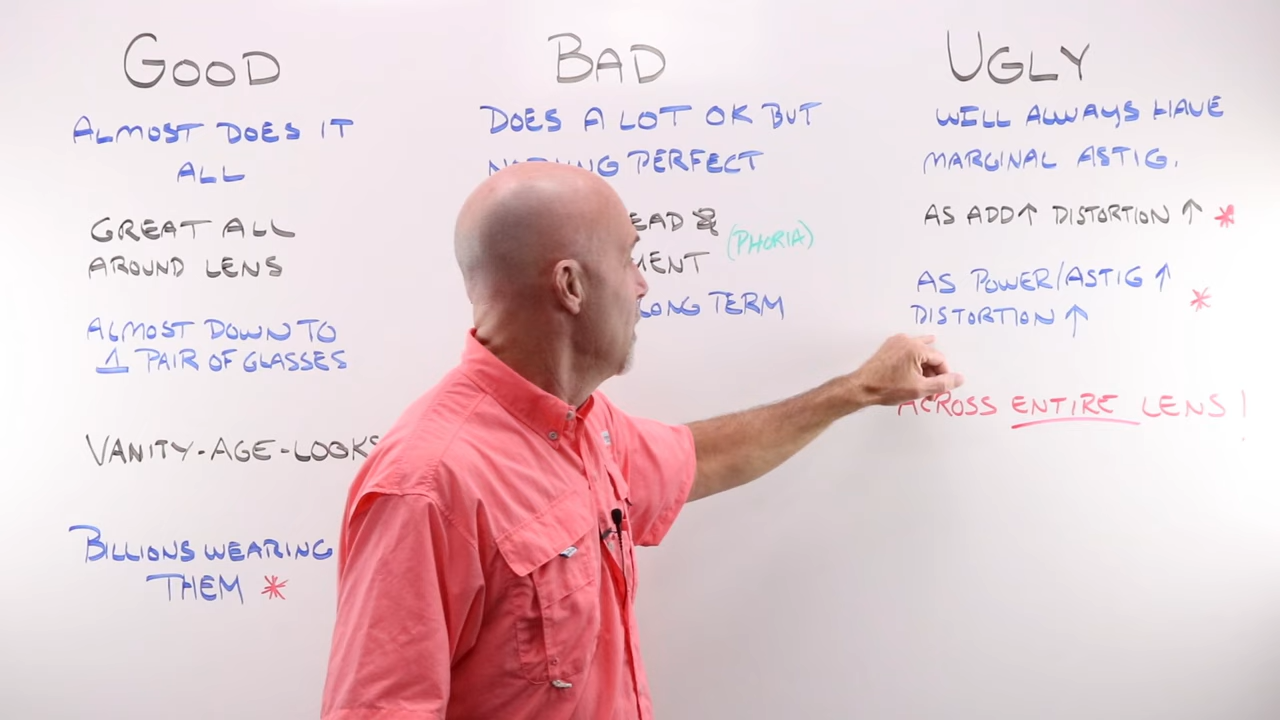 GOOD
ALMOST DOES IT
ALL
GREAT ALL
AROUND LENS
ALMOST DOWN TO
1 PAIR OF GLASSES
VANITY-AGE-LOOKS
BILLIONS WEARING
THEM *
BAD
DOES A LOT OK BUT
PERFECT
&
(PHORIA)
LONG TERM
UGLY
WILL ALWAYS HAVE
MARGINAL ASTIG.
AS ADD↑ DISTORTION ↑ *
AS POWER/ASTIG ↑
DISTORTION ↑ *
ACROSS ENTIRE LENS!